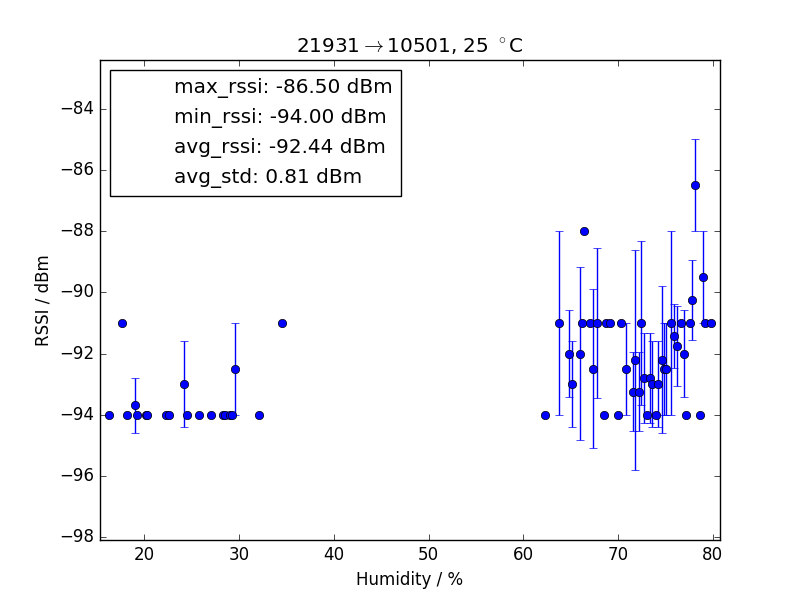 21931→10501, 25 °C
max_rssi: -86.50 dBm
min_rssi: -94.00 dBm
avg_rssi: -92.44 dBm
avg_std: 0.81 dBm
−84
−86
−88
−90
−92
−94
−96
−98
RSSI / dBm
20 30 40 50 60 70 80
Humidity / %